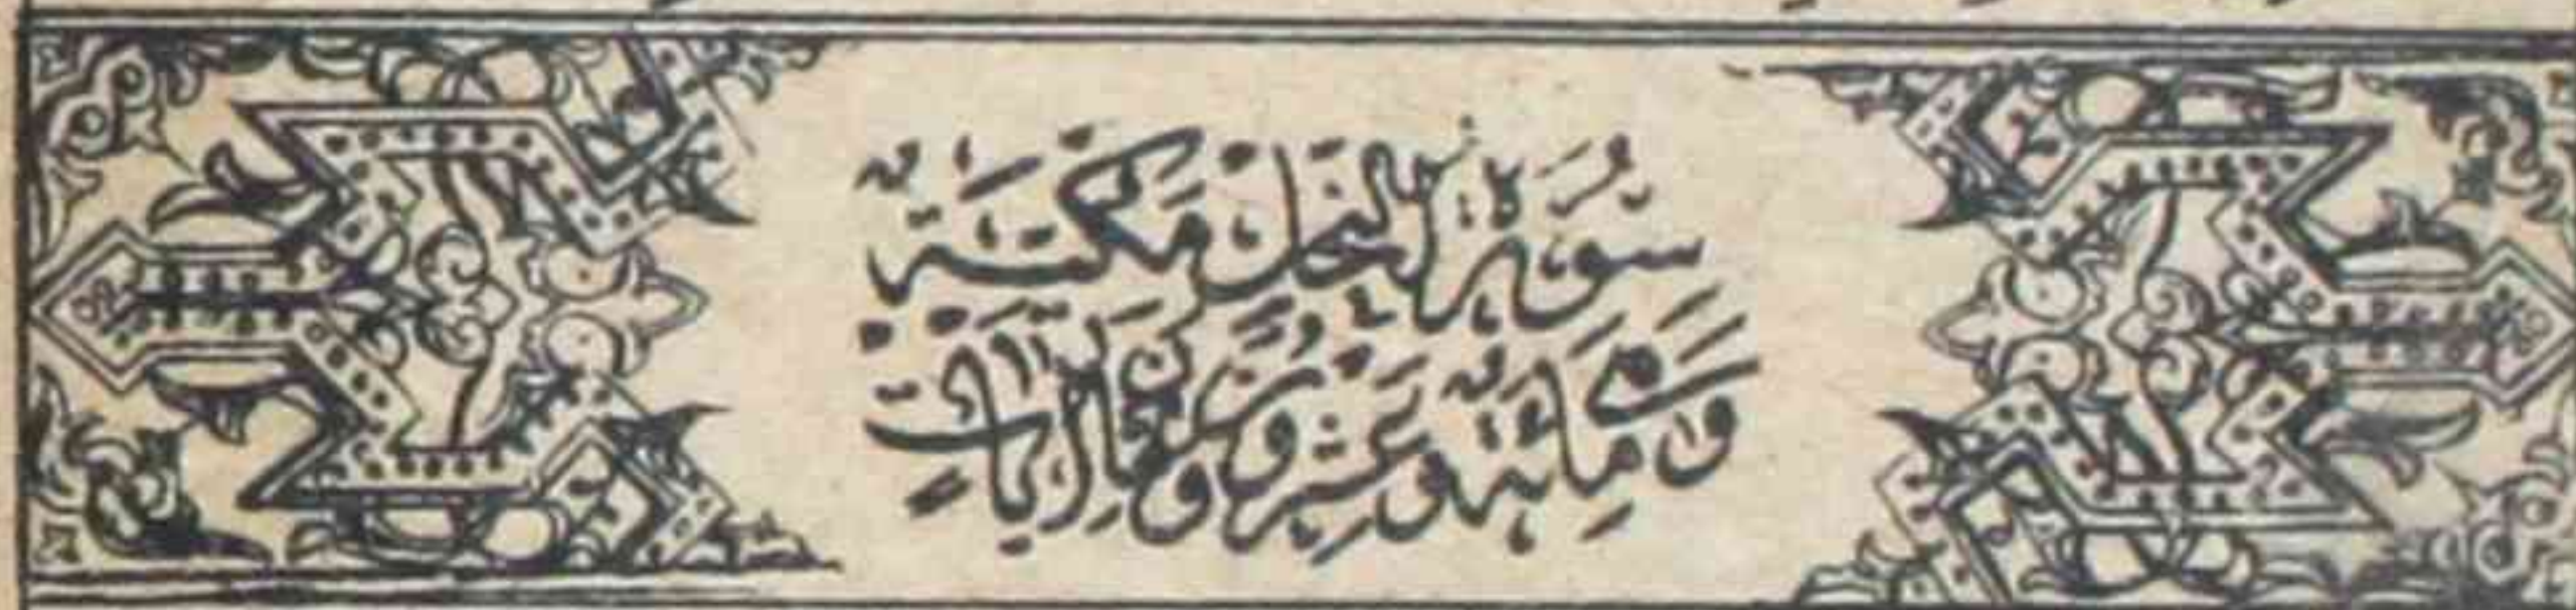 سُورَةُ النَّحْلِ مَكِّيَّةٌ
وَهِيَ مِائَةٌ وَعِشْرُونَ وَثَمَانِ آيَاتٍ